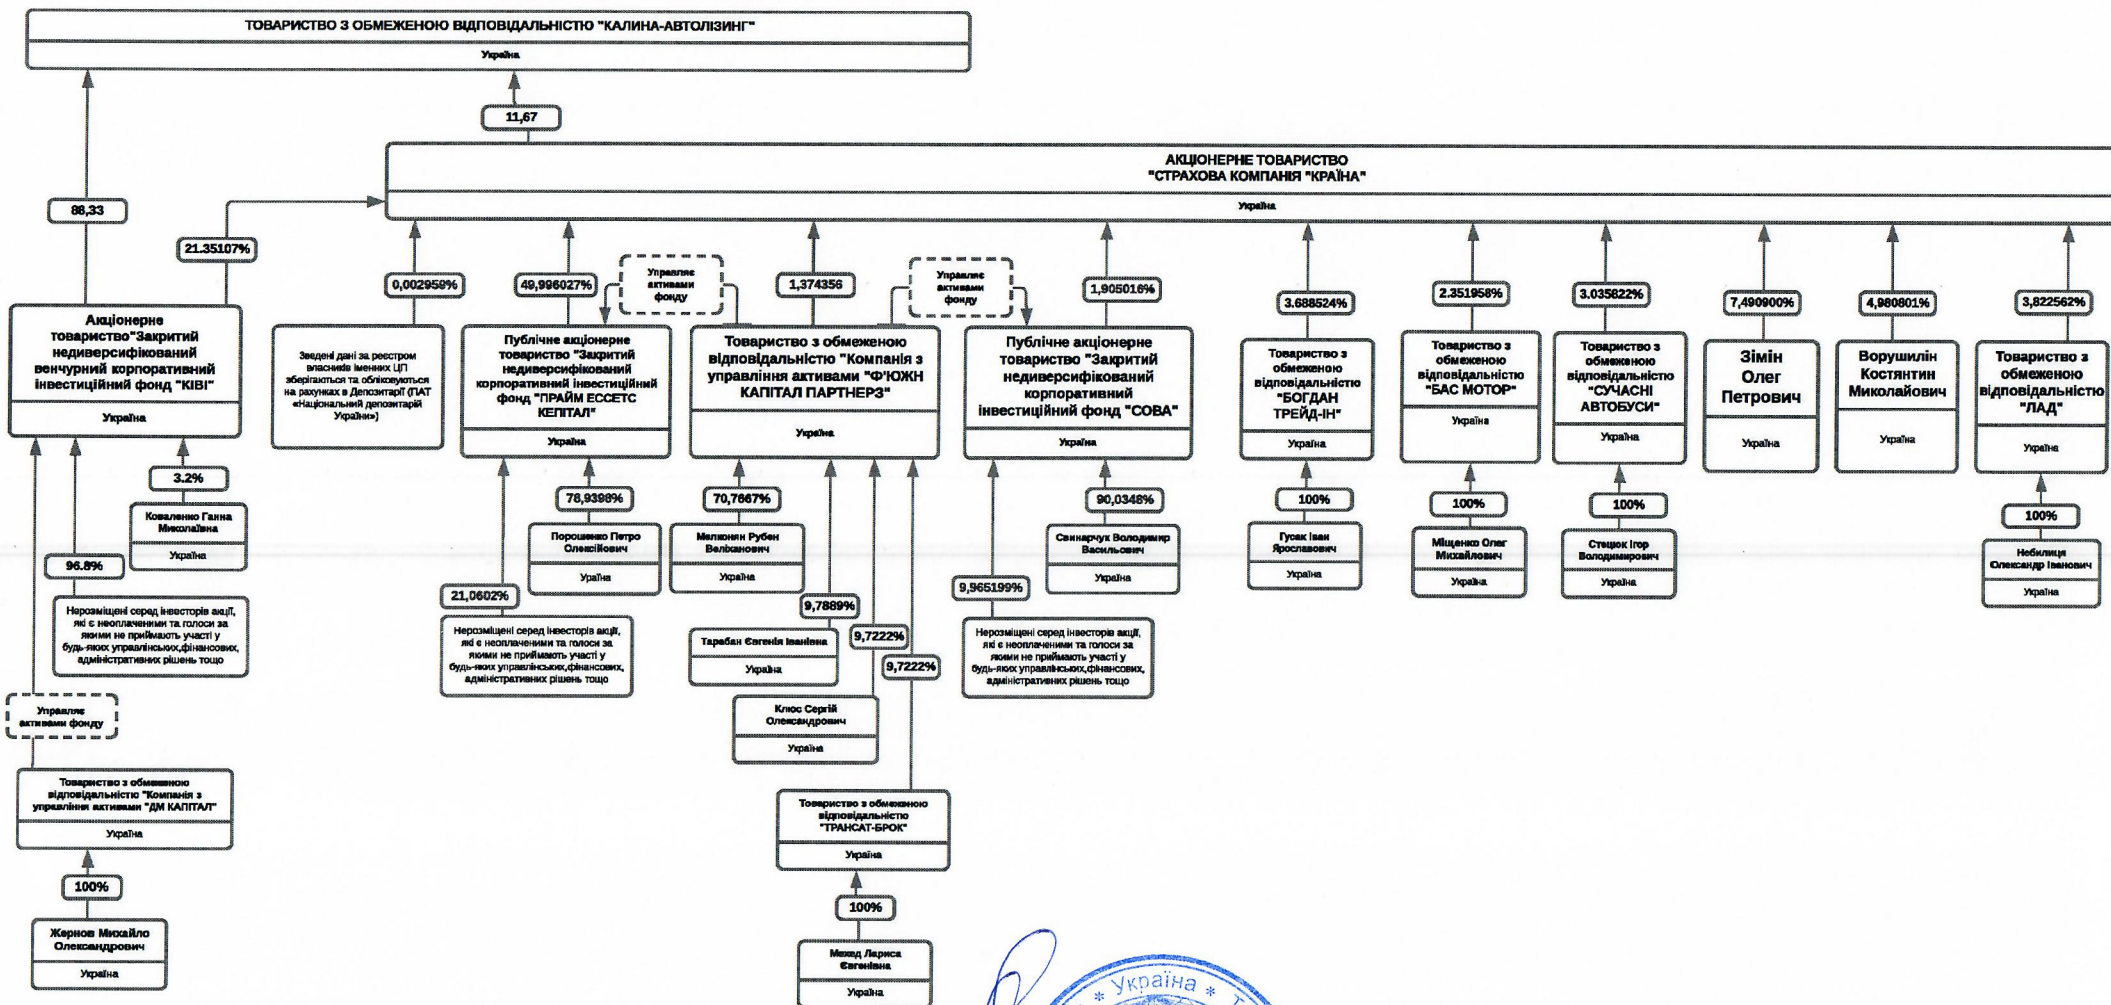 ТОВАРИСТВО З ОБМЕЖЕНОЮ ВІДПОВІДАЛЬНІСТЮ "КАЛИНА-АВТОЛІЗИНГ"
Україна
11,67
АКЦІОНЕРНЕ ТОВАРИСТВО
"СТРАХОВА КОМПАНІЯ "КРАЇНА"
Україна
88,33
21.35107%
0,002959%
49,996027%
Управляє
активами
фонду
1,374356
Управляє
активами
фонду
1,905016%
3.688524%
2.351958%
3.035822%
7,490900%
4,980801%
3,822562%
Акціонерне
товариство"Закритий
недиверсифікований
венчурний корпоративний
інвестиційний фонд "КІВІ"
Україна
Зведені дані за реєстром
власників іменних ЦП
зберігаються та обліковуються
на рахунках в Депозитарії (ПАТ
«Національний депозитарій
України»)
Публічне акціонерне
товариство "Закритий
недиверсифікований
корпоративний інвестиційний
фонд "ПРАЙМ ЕССЕТС
КЕПІТАЛ"
Україна
Товариство з обмеженою
відповідальністю "Компанія з
управління активами "Ф'ЮЖН
КАПІТАЛ ПАРТНЕРЗ"
Україна
Публічне акціонерне
товариство "Закритий
недиверсифікований
корпоративний
інвестиційний фонд "СОВА"
Україна
Товариство з
обмеженою
відповідальністю
"БОГДАН
ТРЕЙД-ІН"
Україна
Товариство з
обмеженою
відповідальністю
"БАС МОТОР"
Україна
Товариство з
обмеженою
відповідальністю
"СУЧАСНІ
АВТОБУСИ"
Україна
Зімін
Олег
Петрович
Україна
Ворушилін
Костянтин
Миколайович
Україна
Товариство з
обмеженою
відповідальністю
"ЛАД"
Україна
3.2%
Коваленко Ганна
Миколаївна
Україна
96.8%
Нерозміщені серед інвесторів акції,
які є неоплаченими та голоси за
якими не приймають участі у
будь-яких управлінських,фінансових,
адміністративних рішень тощо
78,9398%
Порошенко Петро
Олексійович
Ураїна
21,0602%
Нерозміщені серед інвесторів акції,
які є неоплаченими та голоси за
якими не приймають участі у
будь-яких управлінських,фінансових,
адміністративних рішень тощо
70,7667%
Мелконян Рубен
Веліханович
Україна
9,7889%
Тарабан Євгенія Іванівна
Україна
9,7222%
Клюс Сергій
Олександрович
Україна
9,7222%
90,0348%
Свинарчук Володимир
Васильович
Україна
9,965199%
Нерозміщені серед інвесторів акції,
які є неоплаченими та голоси за
якими не приймають участі у
будь-яких управлінських,фінансових,
адміністративних рішень тощо
100%
Гусак Іван
Ярославович
Україна
100%
Міщенко Олег
Михайлович
Україна
100%
Стецюк Ігор
Володимирович
Україна
100%
Небилиця
Олександр Іванович
Україна
Управляє
активами фонду
Товариство з обмеженою
відповідальністю "Компанія з
управління активами "ДМ КАПІТАЛ"
Україна
100%
Жернов Михайло
Олександрович
Україна
Товариство з обмеженою
відповідальністю
"ТРАНСАТ-БРОК"
Україна
100%
Мехед Лариса
Євгенівна
Україна
* Україна *